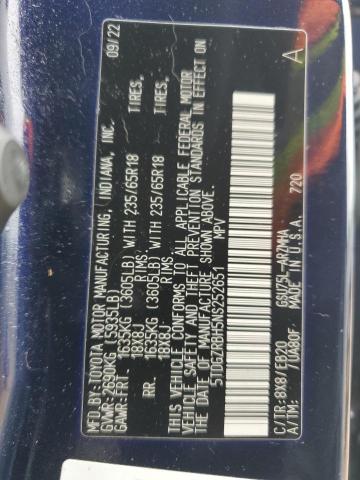 MFD. BY: TOYOTA MOTOR MANUFACTURING, INDIANA, INC. 09/22
GVWR:2690KG (5935LB)
GAWR:FRT. 1635KG (3605LB) WITH 235/65R18 TIRES,
18X8J RIMS.
RR. 1635KG (3605LB) WITH 235/65R18 TIRES,
18X8J RIMS.
THIS VEHICLE CONFORMS TO ALL APPLICABLE FEDERAL MOTOR
VEHICLE SAFETY AND THEFT PREVENTION STANDARDS IN EFFECT ON
THE DATE OF MANUFACTURE SHOWN ABOVE.
5TDGZRBH5NS252651 MPV
A
C/TR:8X8/EB20 GSU75L-ARZMHA
A/TM: /UA80F MADE IN U.S.A. 720